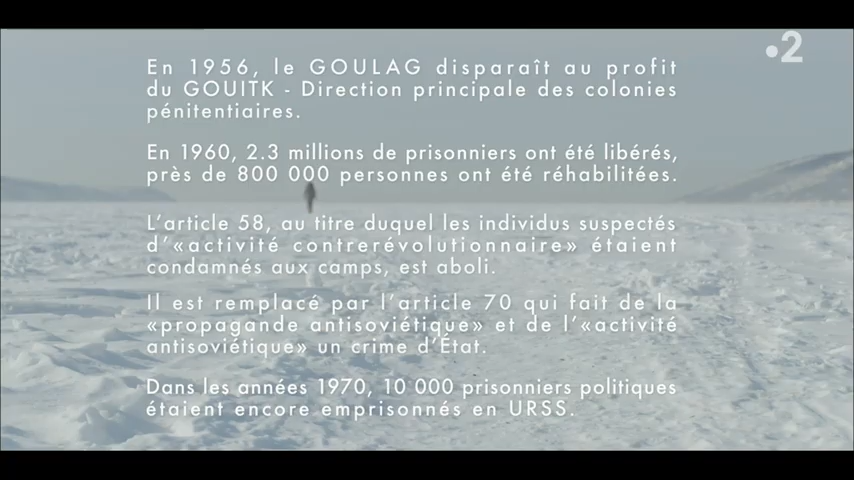 2
En 1956, le GOULAG disparaît au profit
du GOUITK - Direction principale des colonies
pénitentiaires.
En 1960, 2.3 millions de prisonniers ont été libérés,
près de 800 000 personnes ont été réhabilitées.
L'article 58, au titre duquel les individus suspectés
d'«activité contrerévolutionnaire» étaient
condamnés aux camps, est aboli.
Il est remplacé par l'article 70 qui fait de la
«propagande antisoviétique» et de l'«activité
antisoviétique» un crime d'État.
Dans les années 1970, 10 000 prisonniers politiques
étaient encore emprisonnés en URSS.